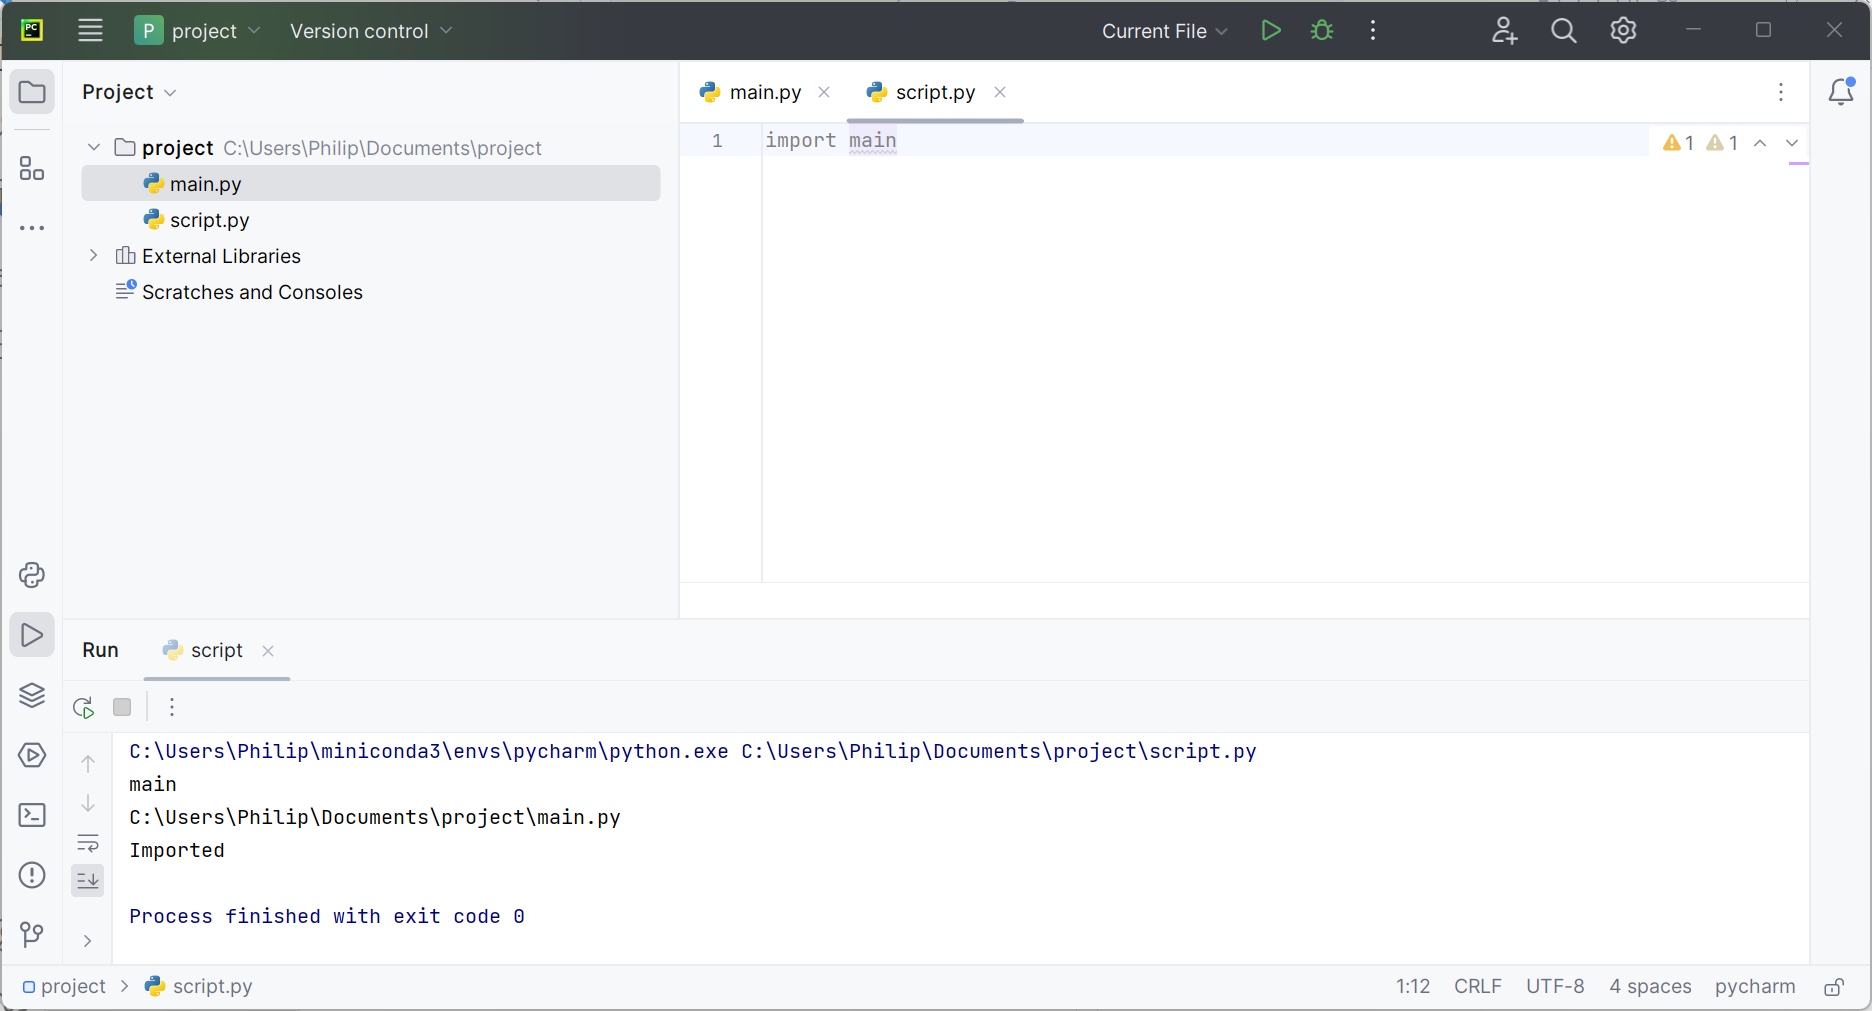 PC
P project
Version control
Current File
Project
main.py
script.py
project C:\Users\Philip\Documents\project
main.py
script.py
External Libraries
Scratches and Consoles
1 import main
1 1
Run
script
C:\Users\Philip\miniconda3\envs\pycharm\python.exe C:\Users\Philip\Documents\project\script.py
main
C:\Users\Philip\Documents\project\main.py
Imported
Process finished with exit code 0
project > script.py
1:12 CRLF UTF-8 4 spaces pycharm